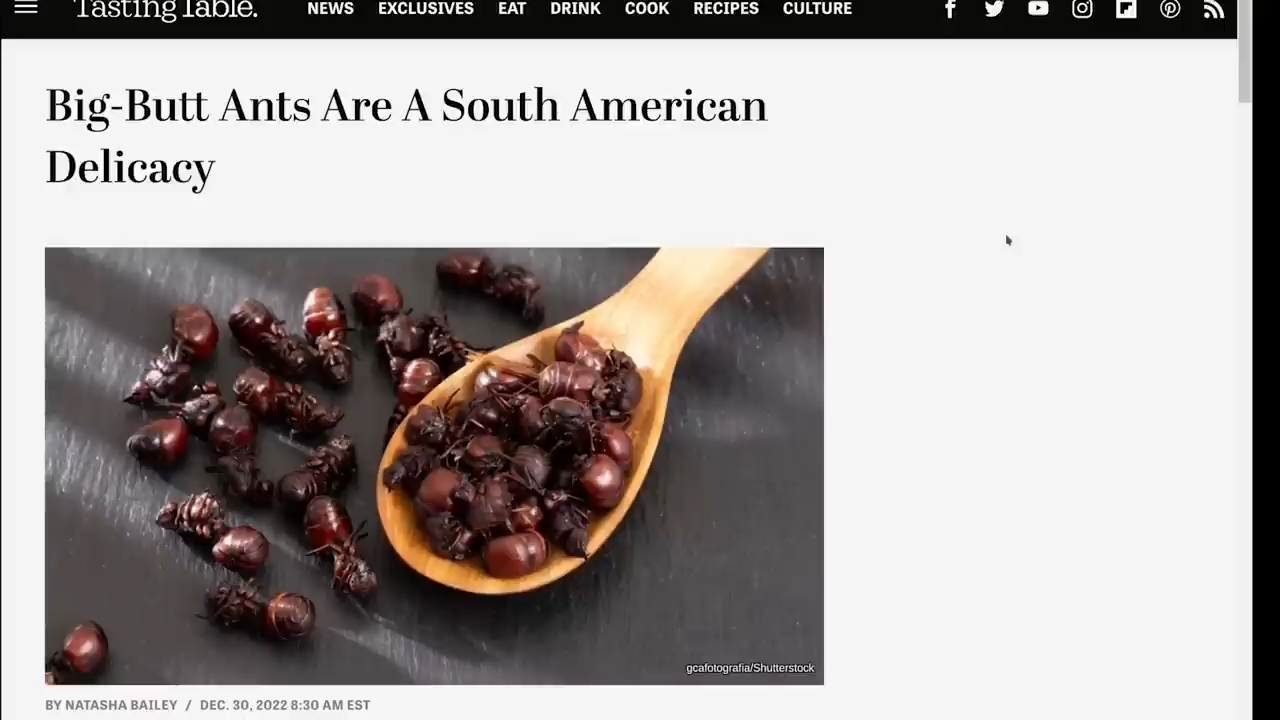 Tasting Table.
NEWS EXCLUSIVES EAT DRINK COOK RECIPES CULTURE
Big-Butt Ants Are A South American
Delicacy
gcafotografia/Shutterstock
BY NATASHA BAILEY / DEC. 30, 2022 8:30 AM EST